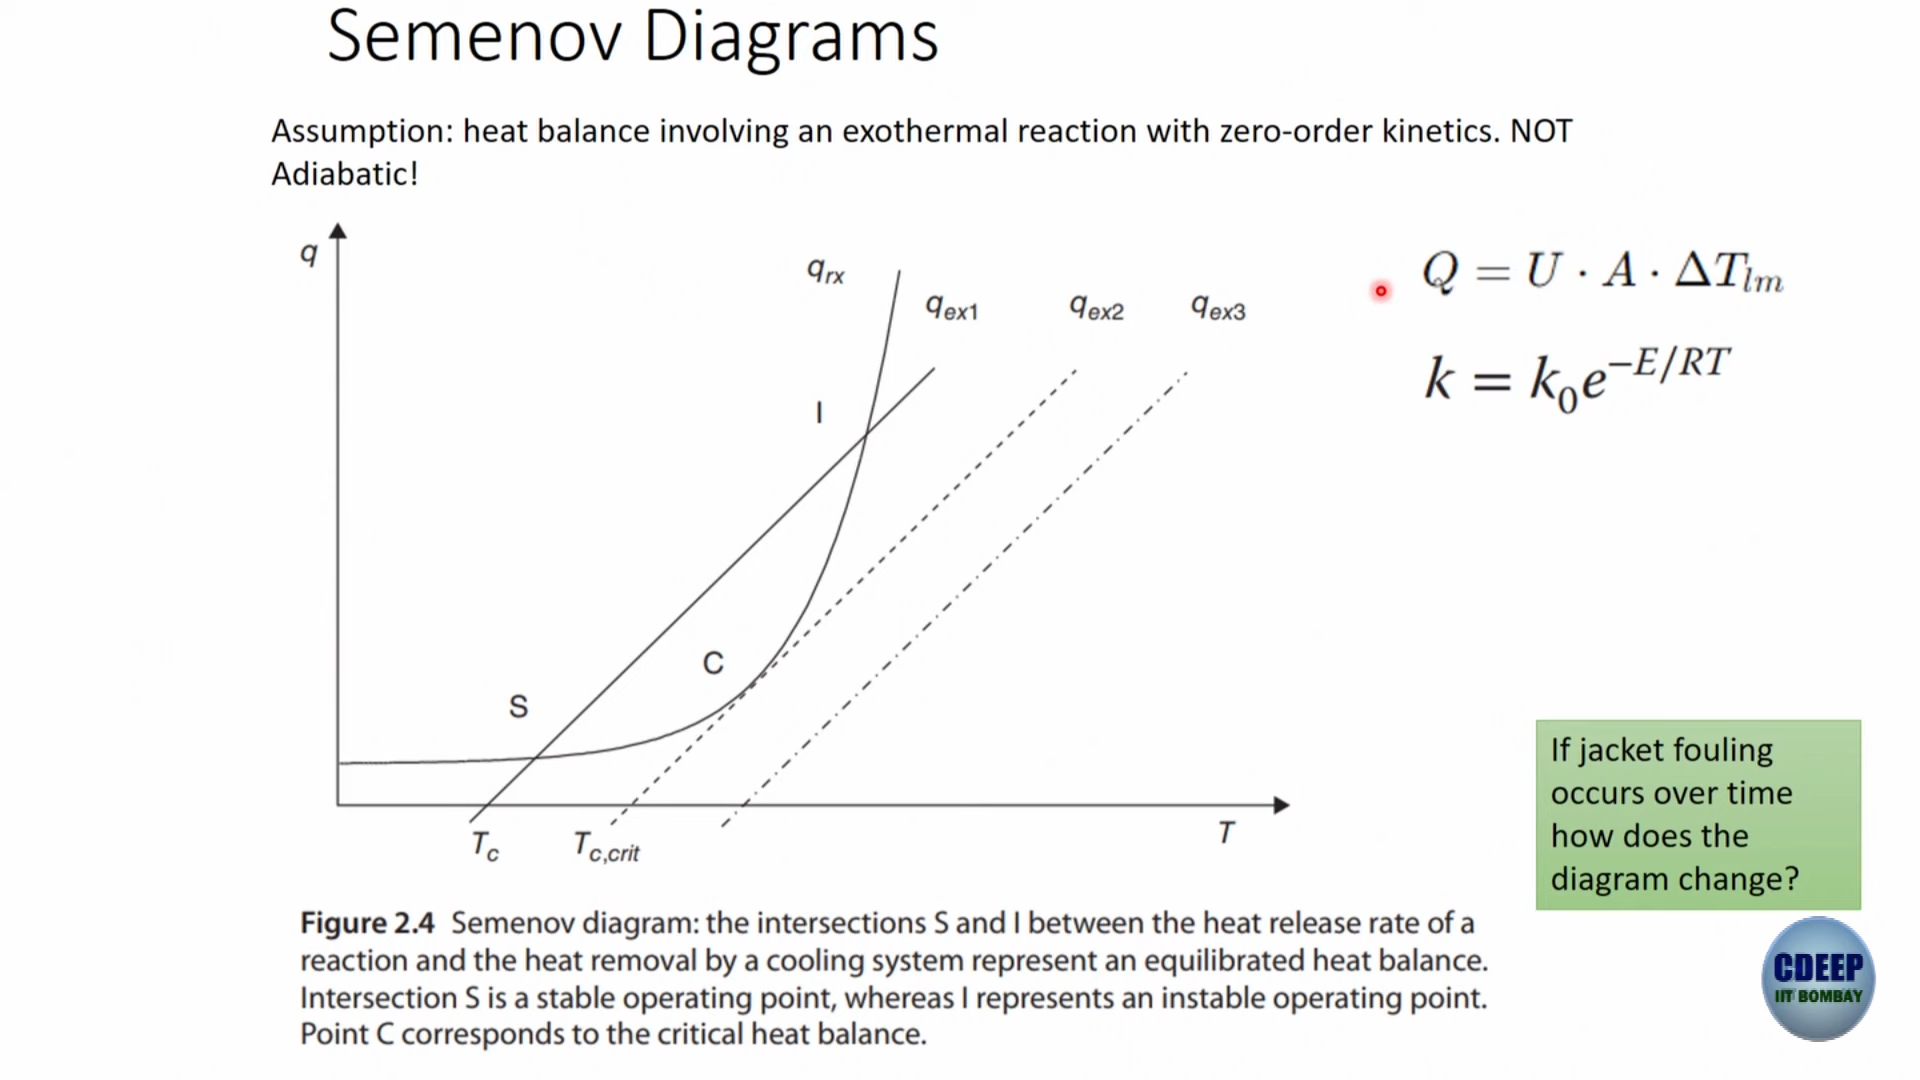 Semenov Diagrams
Assumption: heat balance involving an exothermal reaction with zero-order kinetics. NOT
Adiabatic!
q
q_rx
q_ex1
q_ex2
q_ex3
I
C
S
T_c
T_c,crit
T
Q = U · A · ΔT_lm
k = k_0 e^{−E/RT}
If jacket fouling
occurs over time
how does the
diagram change?
Figure 2.4 Semenov diagram: the intersections S and I between the heat release rate of a
reaction and the heat removal by a cooling system represent an equilibrated heat balance.
Intersection S is a stable operating point, whereas I represents an instable operating point.
Point C corresponds to the critical heat balance.
CDEEP
IIT BOMBAY